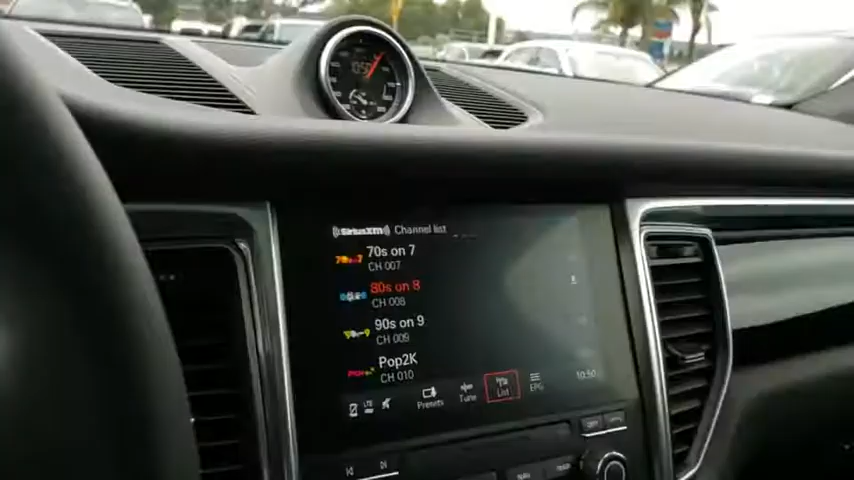 ((SiriusXM)) Channel list
70s on 7
CH 007
80s on 8
CH 008
90s on 9
CH 009
Pop2K
CH 010
LTE
Presets
Tune
List
EPG
10:50